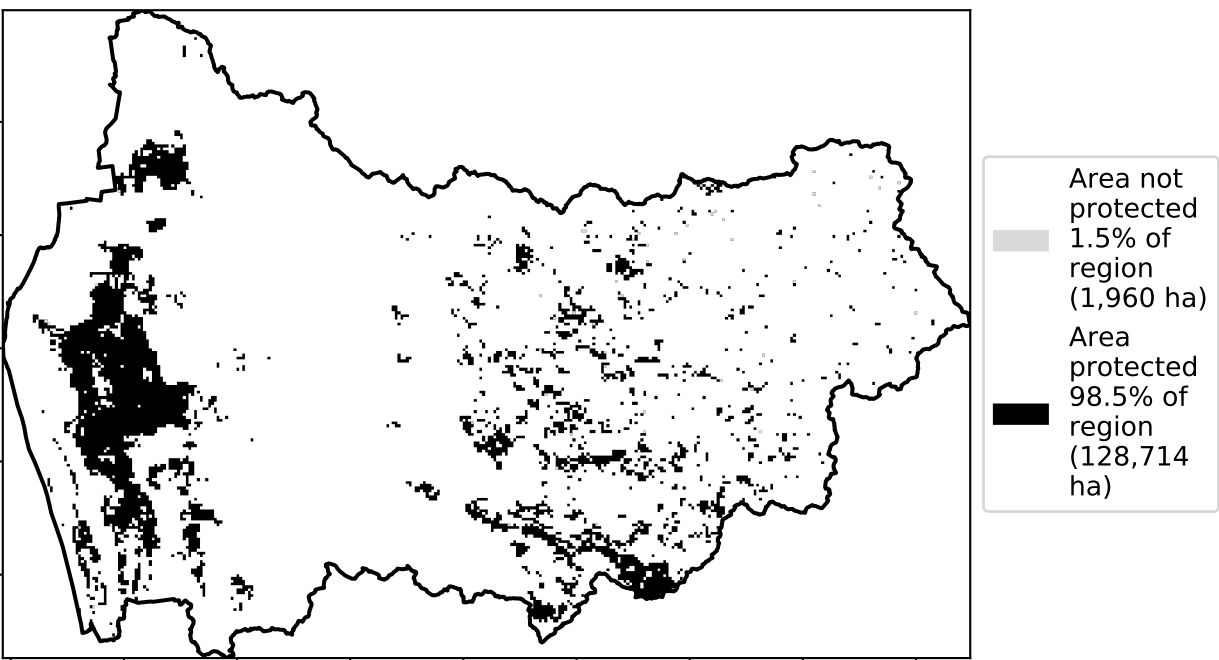 Area not
protected
1.5% of
region
(1,960 ha)
Area
protected
98.5% of
region
(128,714
ha)